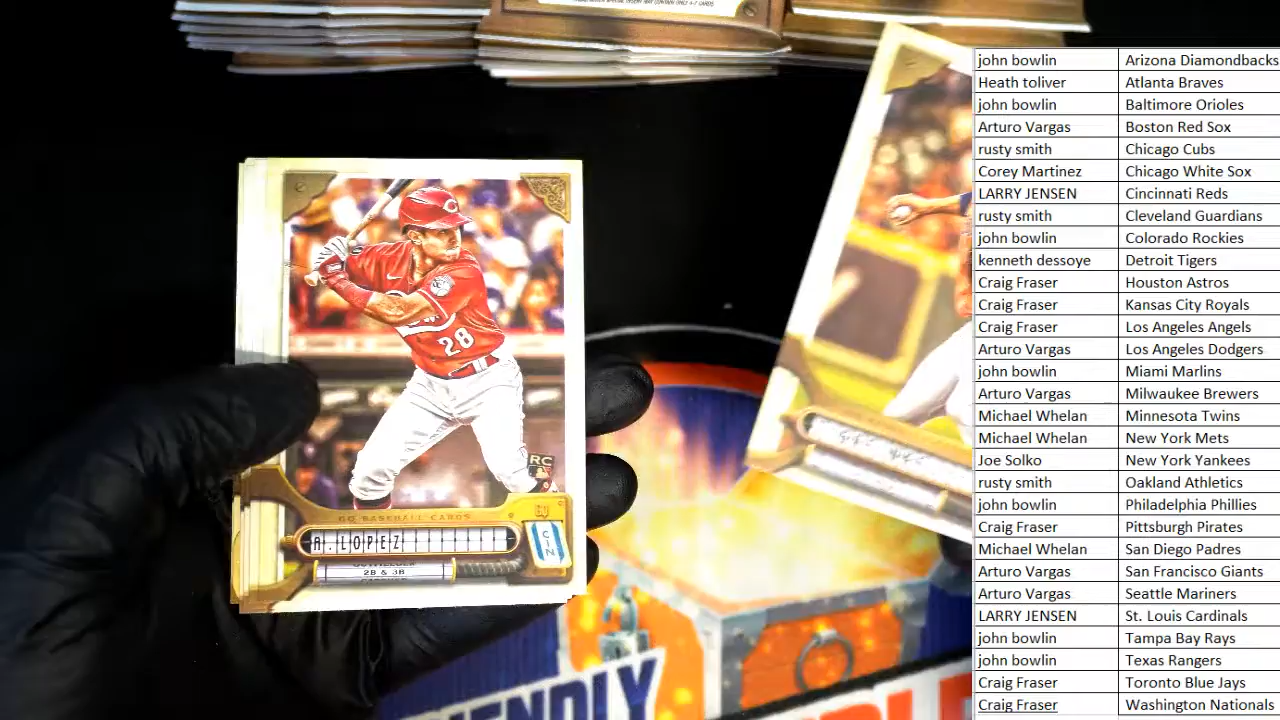 john bowlin Arizona Diamondbacks
Heath toliver Atlanta Braves
john bowlin Baltimore Orioles
Arturo Vargas Boston Red Sox
rusty smith Chicago Cubs
Corey Martinez Chicago White Sox
LARRY JENSEN Cincinnati Reds
rusty smith Cleveland Guardians
john bowlin Colorado Rockies
kenneth dessoye Detroit Tigers
Craig Fraser Houston Astros
Craig Fraser Kansas City Royals
Craig Fraser Los Angeles Angels
Arturo Vargas Los Angeles Dodgers
john bowlin Miami Marlins
Arturo Vargas Milwaukee Brewers
Michael Whelan Minnesota Twins
Michael Whelan New York Mets
Joe Solko New York Yankees
rusty smith Oakland Athletics
john bowlin Philadelphia Phillies
Craig Fraser Pittsburgh Pirates
Michael Whelan San Diego Padres
Arturo Vargas San Francisco Giants
Arturo Vargas Seattle Mariners
LARRY JENSEN St. Louis Cardinals
john bowlin Tampa Bay Rays
john bowlin Texas Rangers
Craig Fraser Toronto Blue Jays
Craig Fraser Washington Nationals
C
28
RC
GQ BASEBALL CARDS
A. LOPEZ
CIN
2B & 3B